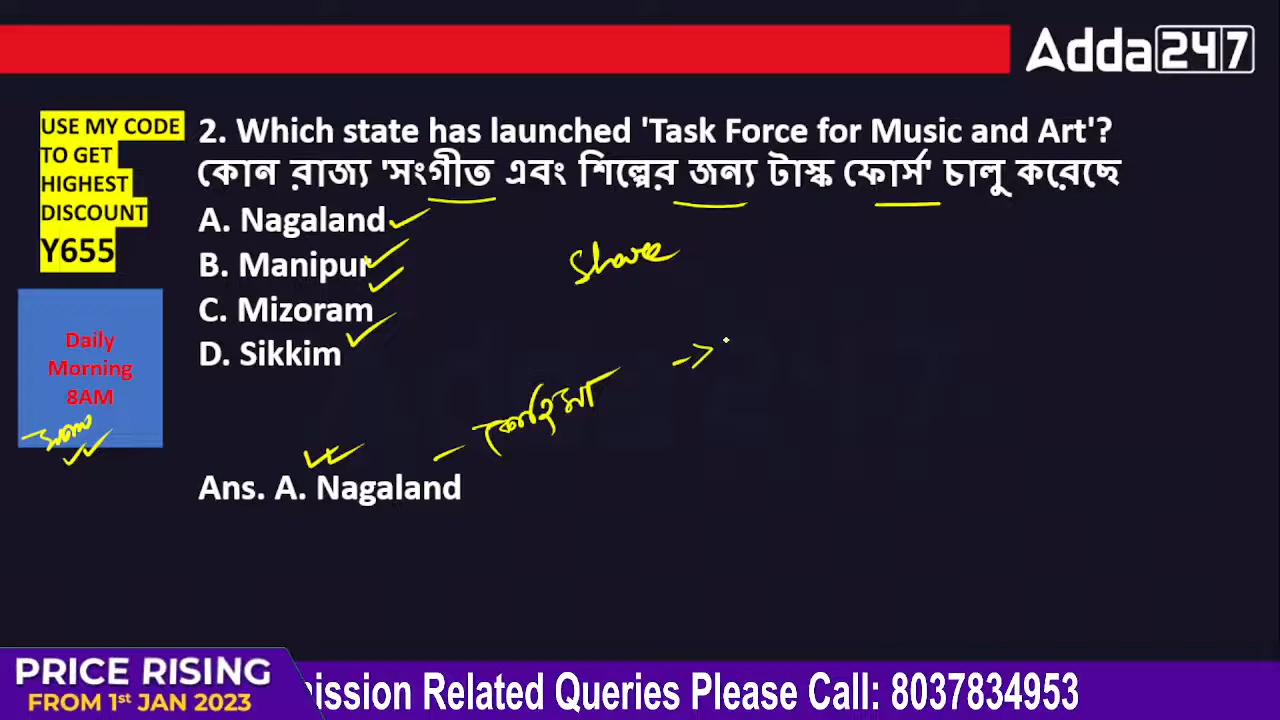 Adda247
USE MY CODE
TO GET
HIGHEST
DISCOUNT
Y655
2. Which state has launched 'Task Force for Music and Art'?
কোন রাজ্য 'সংগীত এবং শিল্পের জন্য টাস্ক ফোর্স' চালু করেছে
A. Nagaland
B. Manipur
C. Mizoram
D. Sikkim
Share
Daily
Morning
8AM
কোহিমা
Ans. A. Nagaland
PRICE RISING
FROM 1st JAN 2023
nission Related Queries Please Call: 8037834953